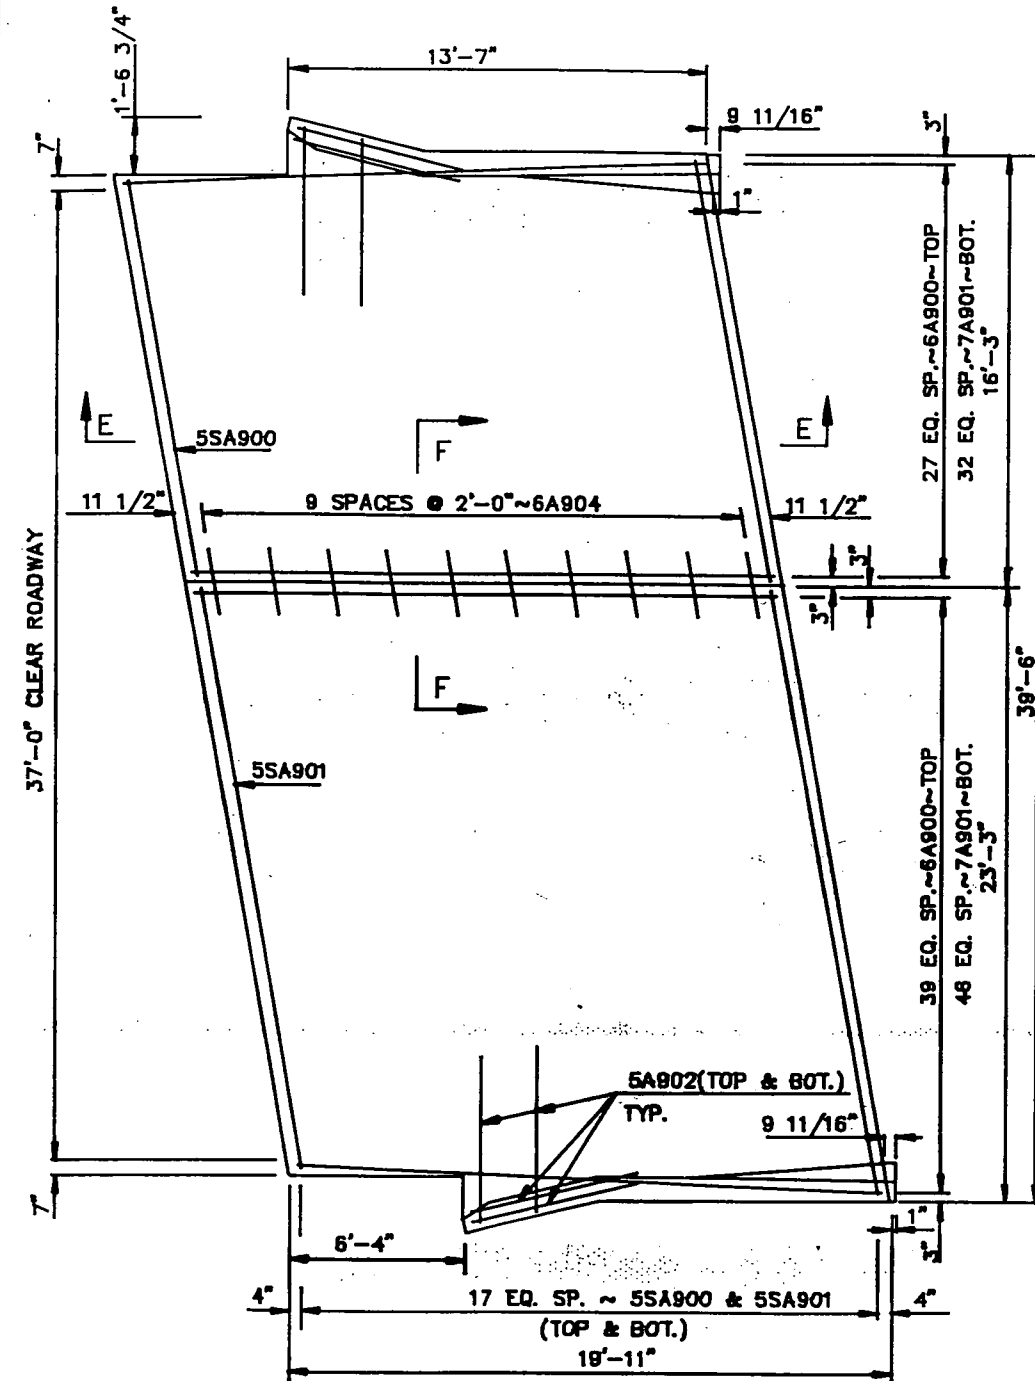 13'-7"
1'-6 3/4"
7"
9 11/16"
3"
1"
27 EQ. SP.~6A900~TOP
32 EQ. SP.~7A901~BOT.
16'-3"
E
F
E
5SA900
11 1/2"
9 SPACES @ 2'-0"~6A904
11 1/2"
3"
3"
37'-0" CLEAR ROADWAY
F
39'-6"
5SA901
39 EQ. SP.~6A900~TOP
46 EQ. SP.~7A901~BOT.
23'-3"
5A902(TOP & BOT.)
TYP.
9 11/16"
7"
1"
3"
6'-4"
4"
17 EQ. SP. ~ 5SA900 & 5SA901
(TOP & BOT.)
4"
19'-11"